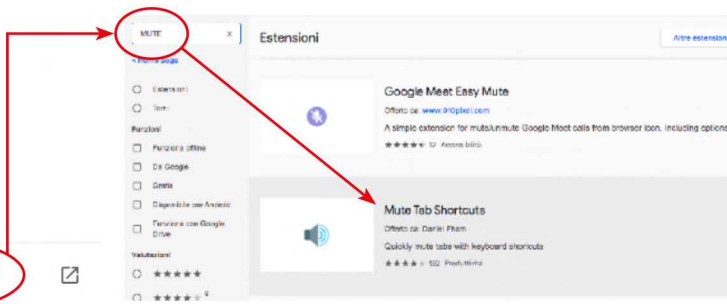 MUTE x
< Home page
Estensioni
Temi
Funzioni
Funziona offline
Da Google
Gratis
Disponibile per Android
Funziona con Google
Drive
Valutazioni
Estensioni
Altre estension
Google Meet Easy Mute
Offerto da: www.910pixel.com
A simple extension for mute/unmute Google Meet calls from browser icon, including options
12 Accessibilità
Mute Tab Shortcuts
Offerto da: Daniel Pham
Quickly mute tabs with keyboard shortcuts
522 Produttività